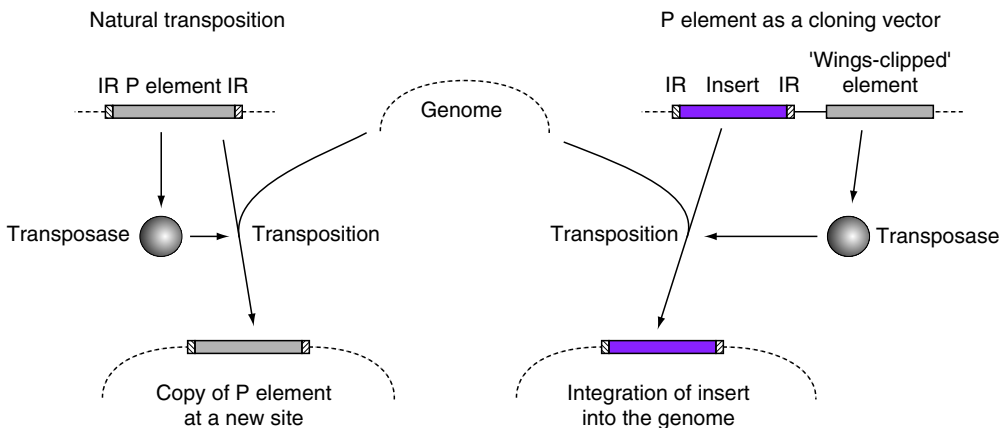 Natural transposition
P element as a cloning vector
IR P element IR
Genome
IR Insert IR
'Wings-clipped'
element
Transposase
Transposition
Transposition
Transposase
Copy of P element
at a new site
Integration of insert
into the genome